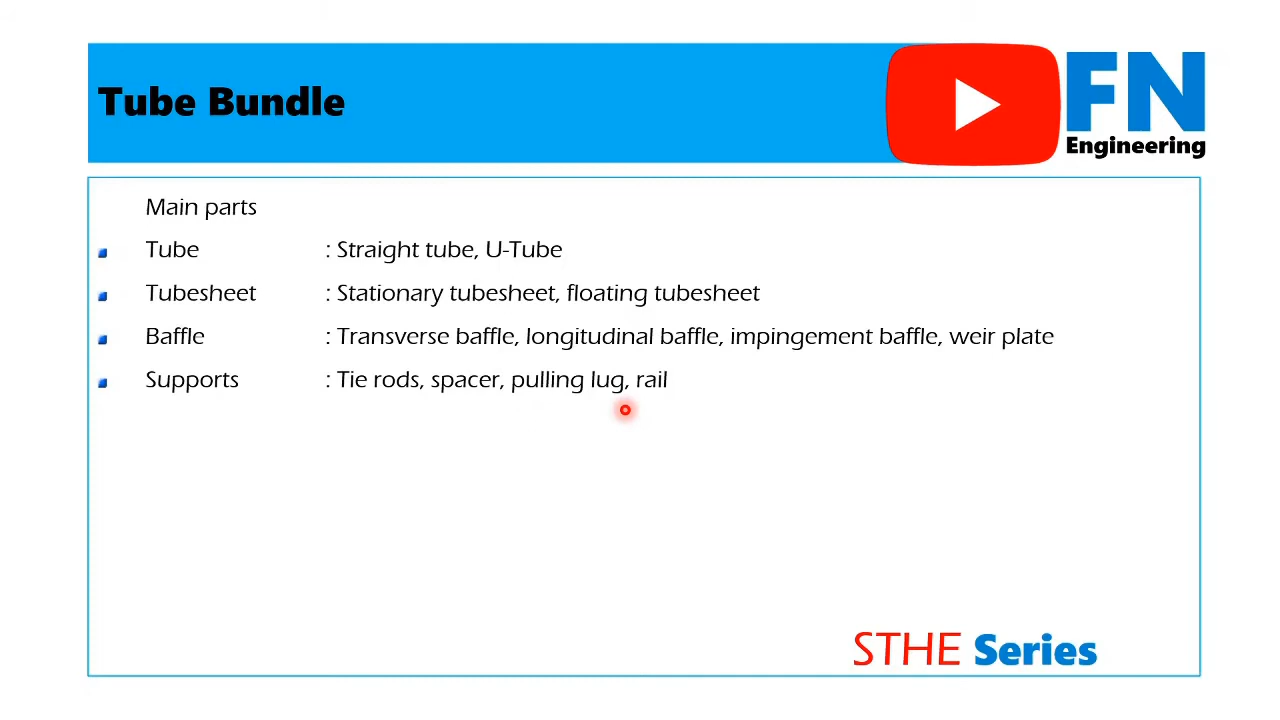 Tube Bundle
FN
Engineering
Main parts
Tube : Straight tube, U-Tube
Tubesheet : Stationary tubesheet, floating tubesheet
Baffle : Transverse baffle, longitudinal baffle, impingement baffle, weir plate
Supports : Tie rods, spacer, pulling lug, rail
STHE Series